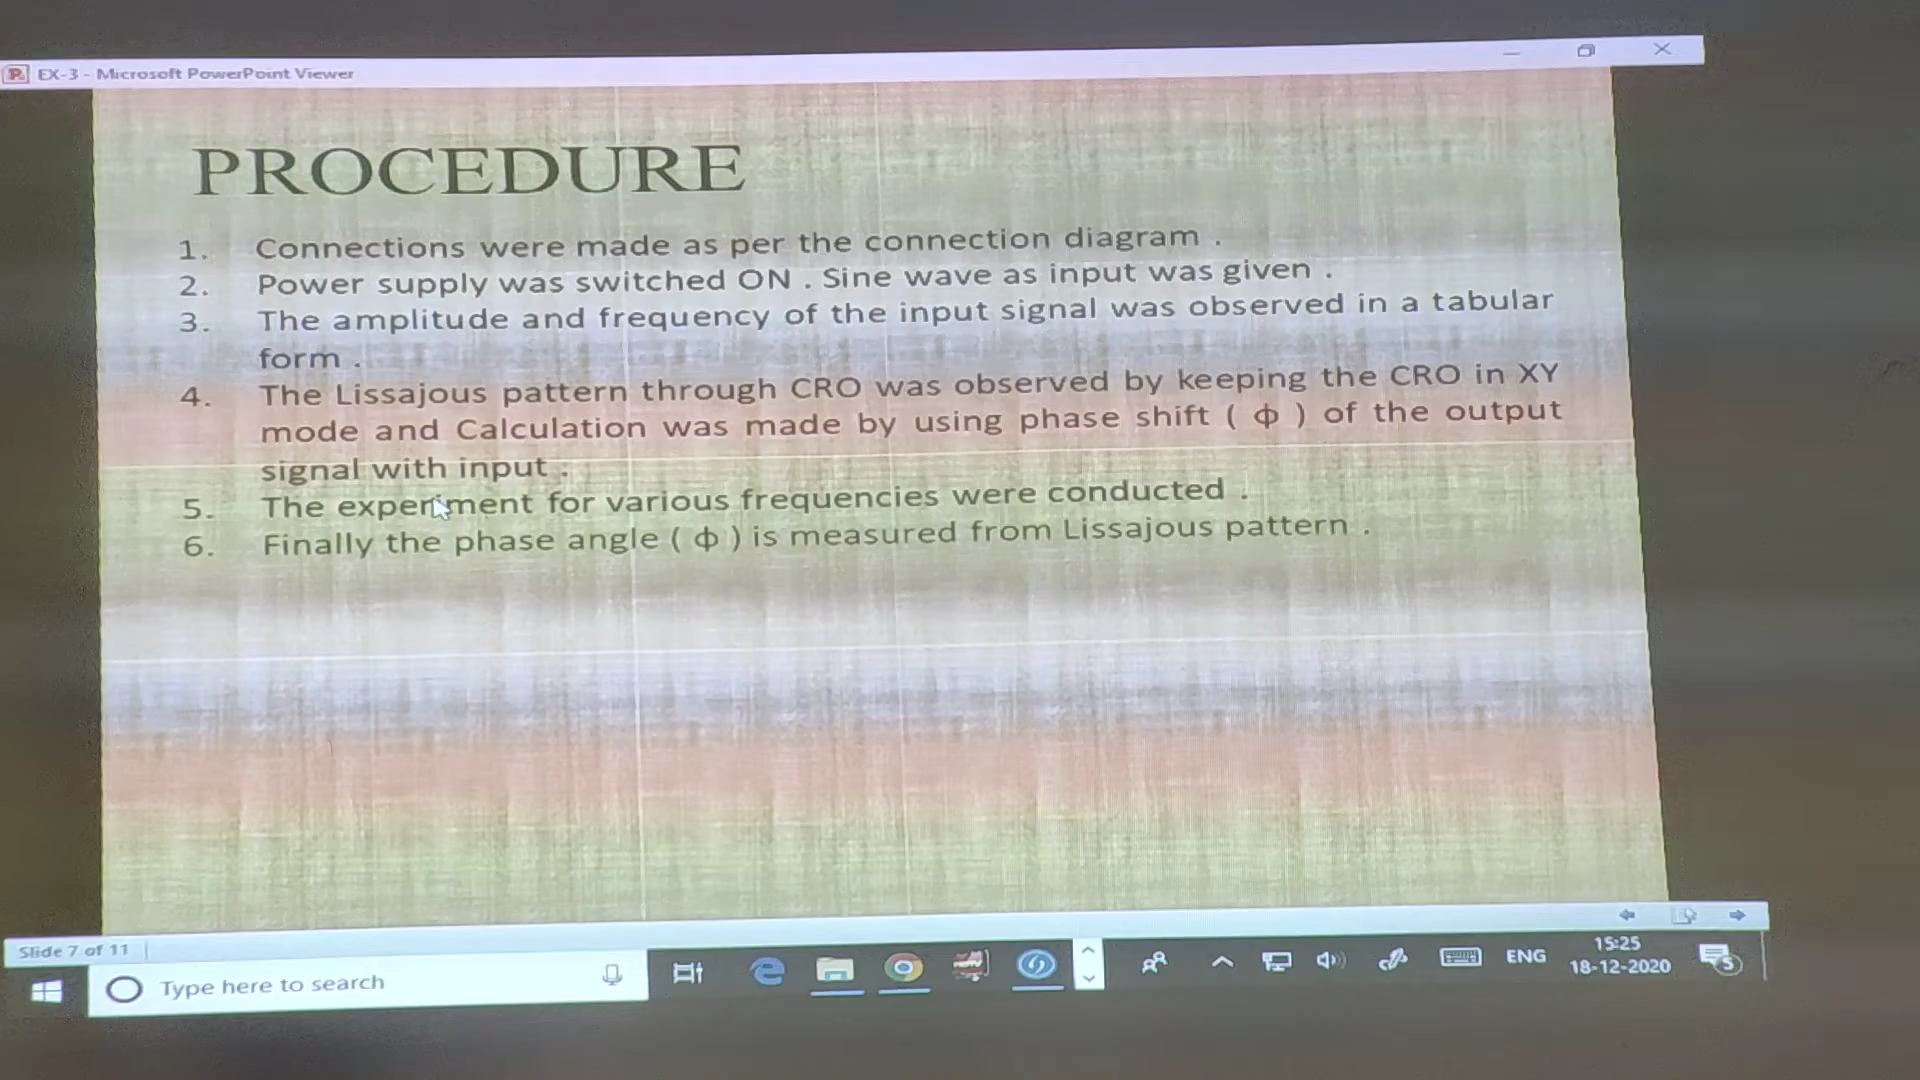 EX-3 - Microsoft PowerPoint Viewer
PROCEDURE
1. Connections were made as per the connection diagram .
2. Power supply was switched ON . Sine wave as input was given .
3. The amplitude and frequency of the input signal was observed in a tabular
form .
4. The Lissajous pattern through CRO was observed by keeping the CRO in XY
mode and Calculation was made by using phase shift ( ф ) of the output
signal with input .
5. The experiment for various frequencies were conducted .
6. Finally the phase angle ( ф ) is measured from Lissajous pattern .
Slide 7 of 11
Type here to search
ENG
15:25
18-12-2020
5